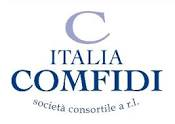 C
ITALIA
COMFIDI
società consortile a r.l.